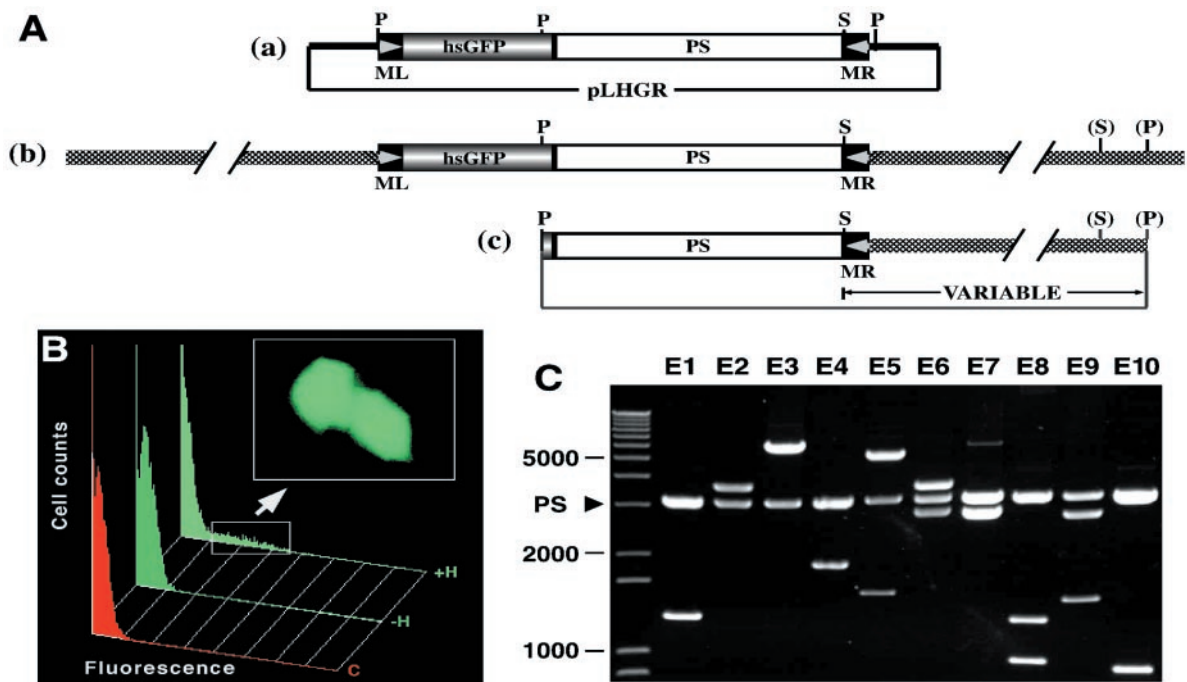 A
P P S P
(a) hsGFP PS
ML MR
pLHGR
P S (S) (P)
(b) hsGFP PS
ML MR
P S (S) (P)
(c) PS
MR
VARIABLE
B
Cell counts
+H
-H
C
Fluorescence
C
E1 E2 E3 E4 E5 E6 E7 E8 E9 E10
5000
PS
2000
1000